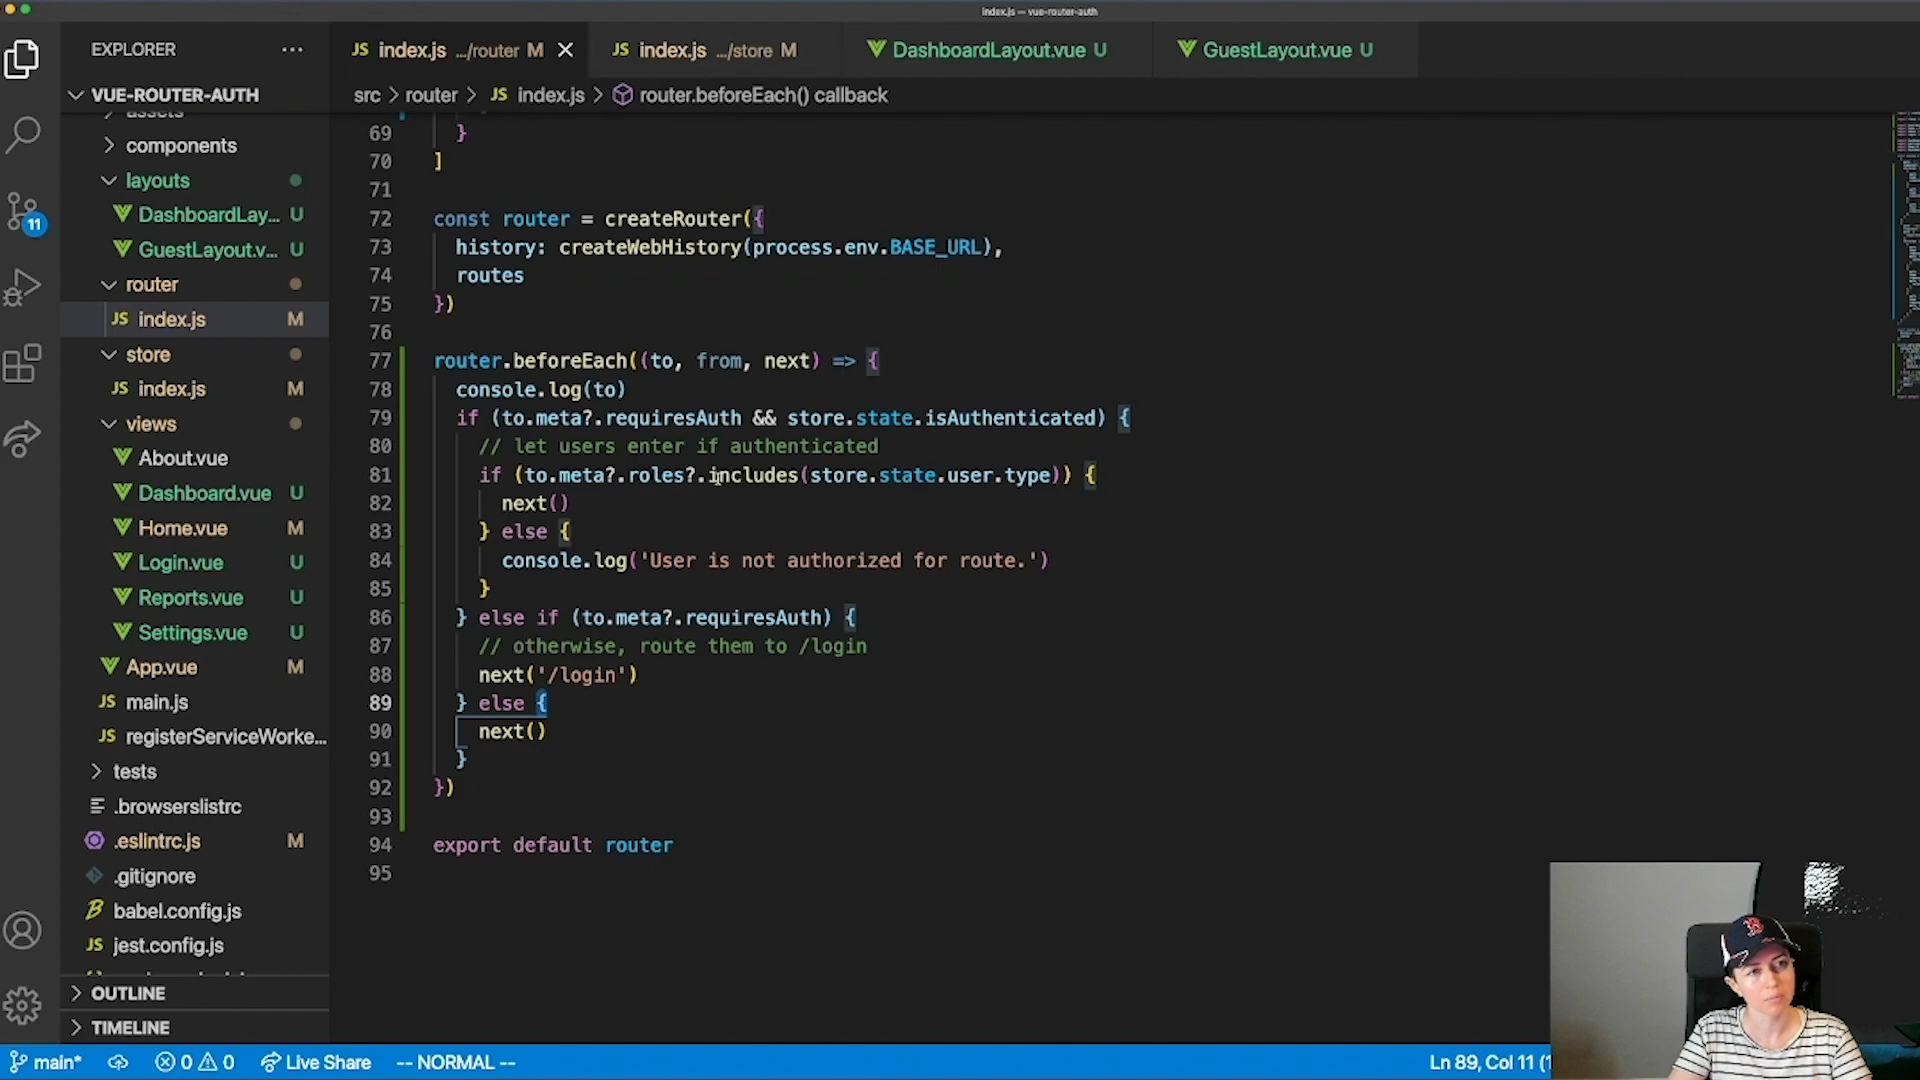 index.js — vue-router-auth
EXPLORER ···
JS index.js .../router M
JS index.js .../store M
DashboardLayout.vue U
GuestLayout.vue U
src > router > JS index.js > router.beforeEach() callback
VUE-ROUTER-AUTH
assets
components
layouts
DashboardLay... U
GuestLayout.v... U
router
JS index.js M
store
JS index.js M
views
About.vue
Dashboard.vue U
Home.vue M
Login.vue U
Reports.vue U
Settings.vue U
App.vue M
JS main.js
JS registerServiceWorke...
tests
.browserslistrc
.eslintrc.js M
.gitignore
babel.config.js
JS jest.config.js
OUTLINE
TIMELINE
11
69 }
70 ]
71
72 const router = createRouter({
73 history: createWebHistory(process.env.BASE_URL),
74 routes
75 })
76
77 router.beforeEach((to, from, next) => {
78 console.log(to)
79 if (to.meta?.requiresAuth && store.state.isAuthenticated) {
80 // let users enter if authenticated
81 if (to.meta?.roles?.includes(store.state.user.type)) {
82 next()
83 } else {
84 console.log('User is not authorized for route.')
85 }
86 } else if (to.meta?.requiresAuth) {
87 // otherwise, route them to /login
88 next('/login')
89 } else {
90 next()
91 }
92 })
93
94 export default router
95
main* 0 0 Live Share -- NORMAL --
Ln 89, Col 11